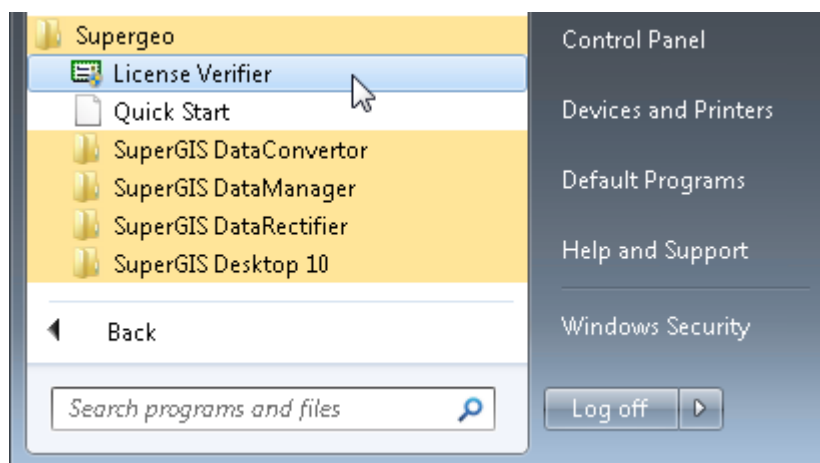 Supergeo
License Verifier
Quick Start
SuperGIS DataConvertor
SuperGIS DataManager
SuperGIS DataRectifier
SuperGIS Desktop 10
Back
Search programs and files
Control Panel
Devices and Printers
Default Programs
Help and Support
Windows Security
Log off